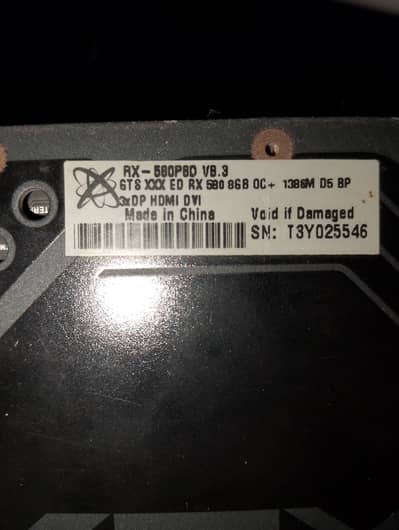 RX-580P8D V8.3
GTS XXX ED RX 580 8GB OC+ 1386M D5 BP
3xDP HDMI DVI
Made in China Void if Damaged
SN: T3Y025546